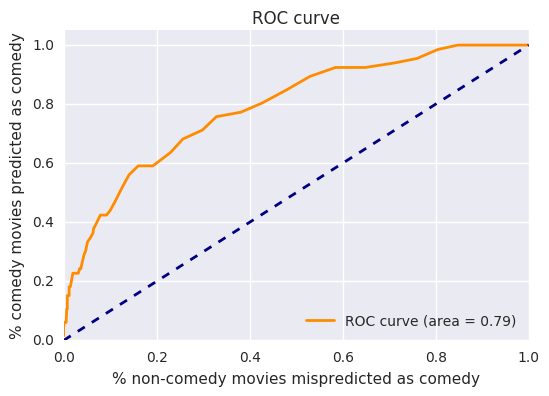 ROC curve
% comedy movies predicted as comedy
1.0
0.8
0.6
0.4
0.2
0.0
ROC curve (area = 0.79)
0.0 0.2 0.4 0.6 0.8 1.0
% non-comedy movies mispredicted as comedy